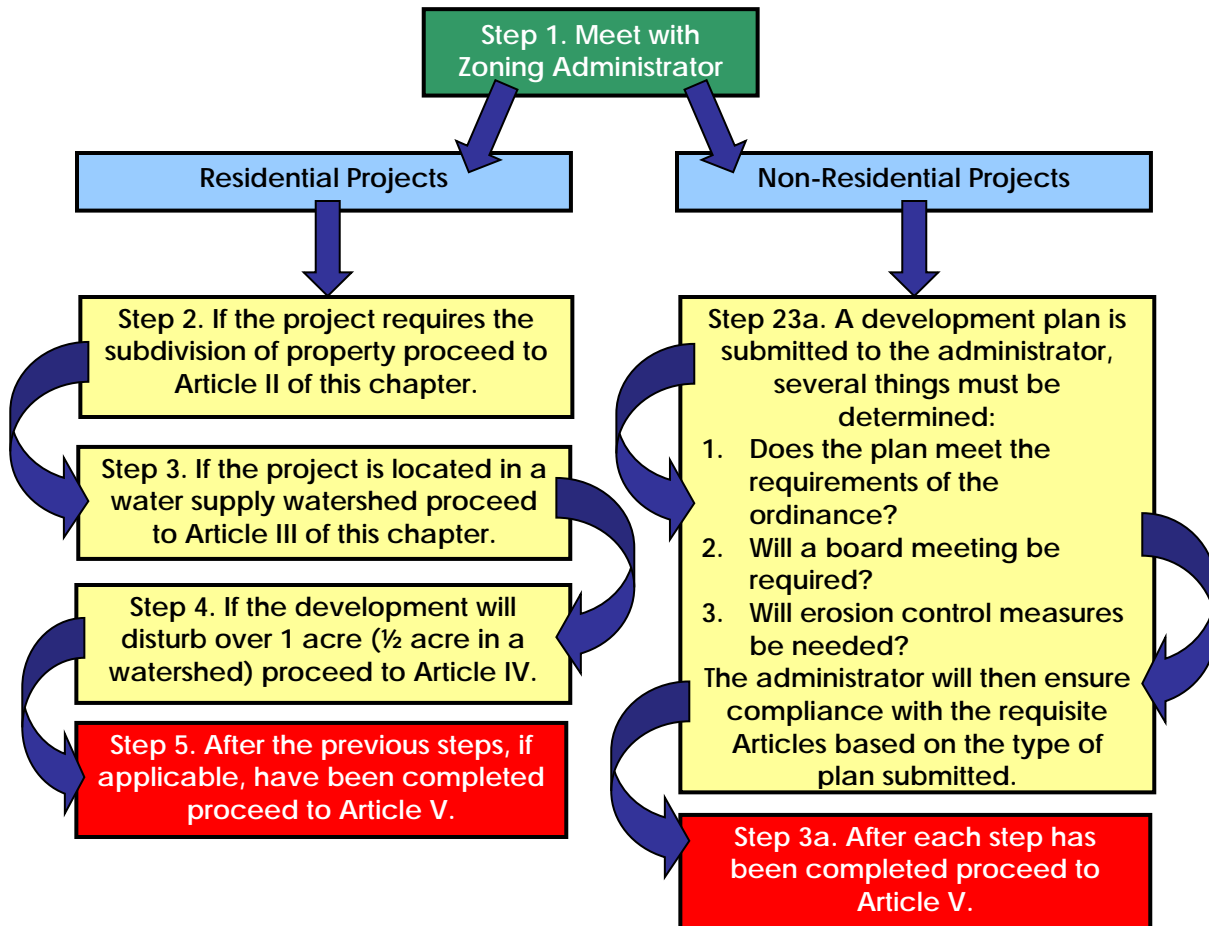 Step 1. Meet with
Zoning Administrator
Residential Projects
Non-Residential Projects
Step 2. If the project requires the
subdivision of property proceed to
Article II of this chapter.
Step 3. If the project is located in a
water supply watershed proceed
to Article III of this chapter.
Step 4. If the development will
disturb over 1 acre (½ acre in a
watershed) proceed to Article IV.
Step 5. After the previous steps, if
applicable, have been completed
proceed to Article V.
Step 23a. A development plan is
submitted to the administrator,
several things must be
determined:
1. Does the plan meet the
requirements of the
ordinance?
2. Will a board meeting be
required?
3. Will erosion control measures
be needed?
The administrator will then ensure
compliance with the requisite
Articles based on the type of
plan submitted.
Step 3a. After each step has
been completed proceed to
Article V.